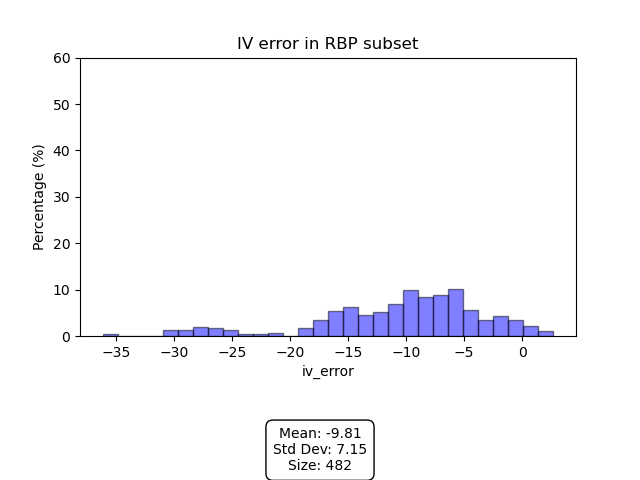 IV error in RBP subset
60
50
40
30
20
10
0
Percentage (%)
−35 −30 −25 −20 −15 −10 −5 0
iv_error
Mean: -9.81
Std Dev: 7.15
Size: 482